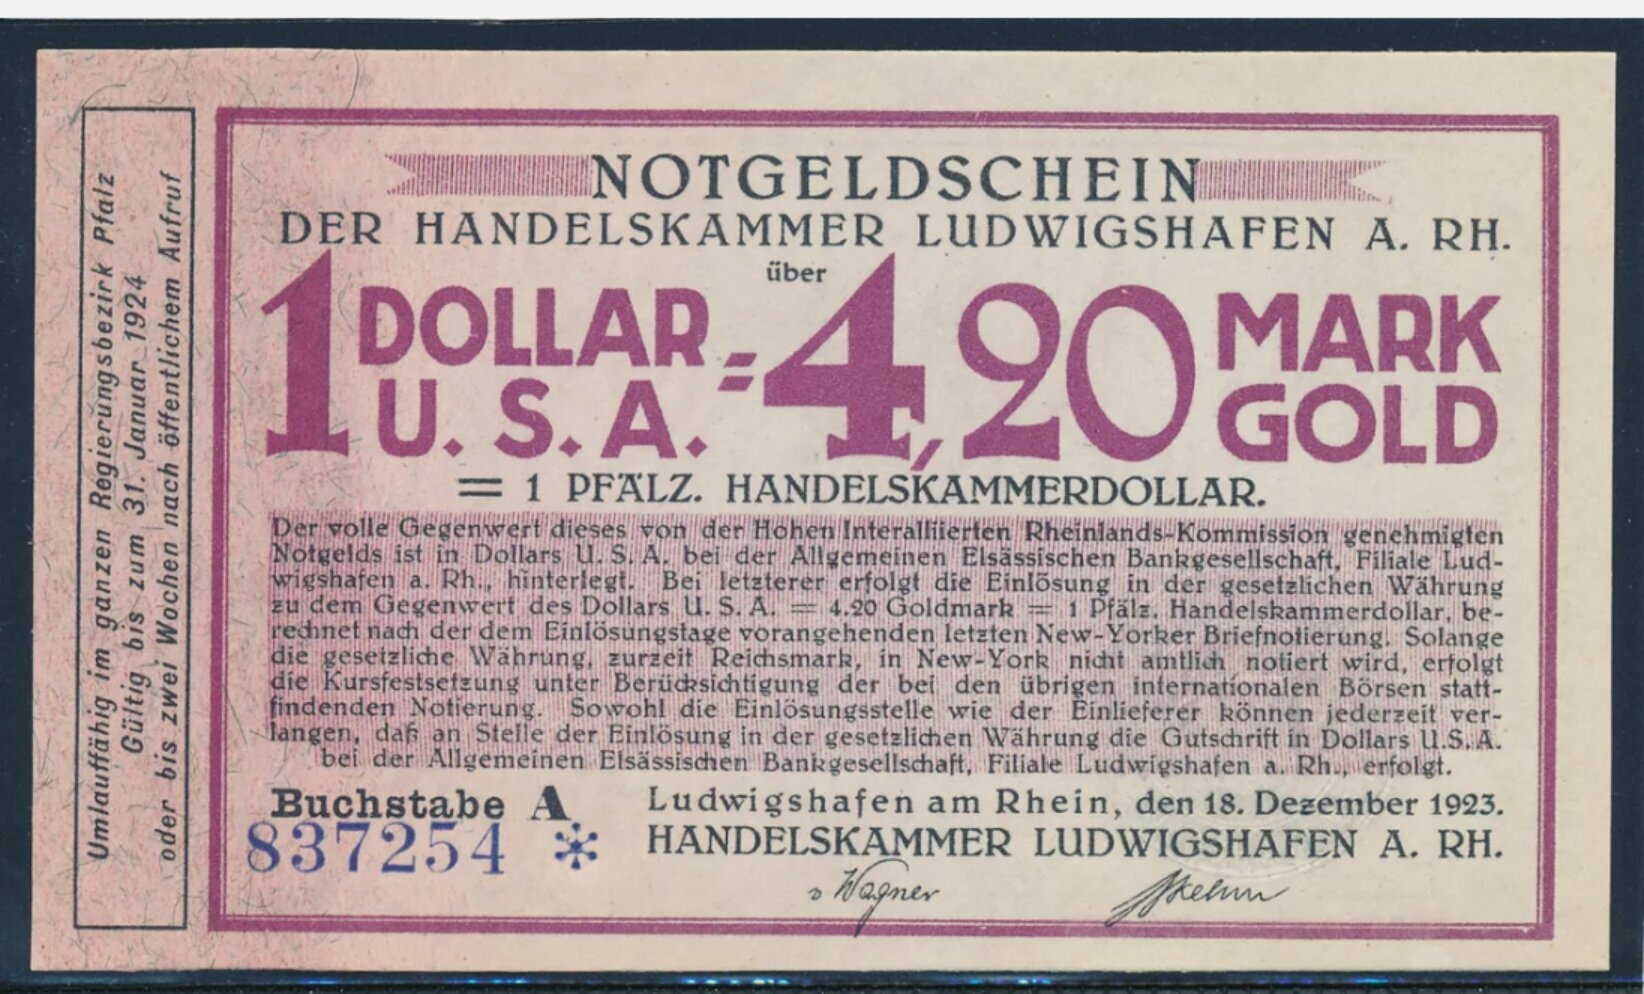 Umlauffähig im ganzen Regierungsbezirk Pfalz
Gültig bis zum 31. Januar 1924
oder bis zwei Wochen nach öffentlichem Aufruf
NOTGELDSCHEIN
DER HANDELSKAMMER LUDWIGSHAFEN A. RH.
über
1 DOLLAR U. S. A. = 4,20 MARK GOLD
= 1 PFÄLZ. HANDELSKAMMERDOLLAR.
Der volle Gegenwert dieses von der Hohen Interalliierten Rheinlands-Kommission genehmigten
Notgelds ist in Dollars U. S. A. bei der Allgemeinen Elsässischen Bankgesellschaft, Filiale Lud-
wigshafen a. Rh., hinterlegt. Bei letzterer erfolgt die Einlösung in der gesetzlichen Währung
zu dem Gegenwert des Dollars U. S. A. = 4.20 Goldmark = 1 Pfälz. Handelskammerdollar, be-
rechnet nach der dem Einlösungstage vorangehenden letzten New-Yorker Briefnotierung. Solange
die gesetzliche Währung, zurzeit Reichsmark, in New-York nicht amtlich notiert wird, erfolgt
die Kursfestsetzung unter Berücksichtigung der bei den übrigen internationalen Börsen statt-
findenden Notierung. Sowohl die Einlösungsstelle wie der Einlieferer können jederzeit ver-
langen, daß an Stelle der Einlösung in der gesetzlichen Währung die Gutschrift in Dollars U.S.A.
bei der Allgemeinen Elsässischen Bankgesellschaft, Filiale Ludwigshafen a. Rh., erfolgt.
Buchstabe A
837254 *
Ludwigshafen am Rhein, den 18. Dezember 1923.
HANDELSKAMMER LUDWIGSHAFEN A. RH.
Wagner